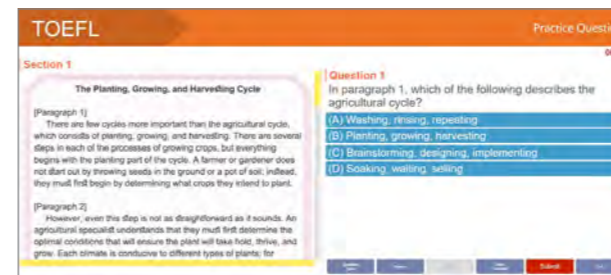 TOEFL
Practice Questi
Section 1
The Planting, Growing, and Harvesting Cycle
[Paragraph 1]
There are few cycles more important than the agricultural cycle,
which consists of planting, growing, and harvesting. There are several
steps in each of the processes of growing crops, but everything
begins with the planting part of the cycle. A farmer or gardener does
not start out by throwing seeds in the ground or a pot of soil; instead,
they must first begin by determining what crops they intend to plant.
[Paragraph 2]
However, even this step is not as straightforward as it sounds. An
agricultural specialist understands that they must first determine the
optimal conditions that will ensure the plant will take hold, thrive, and
grow. Each climate is conducive to different types of plants; for
Question 1
In paragraph 1, which of the following describes the
agricultural cycle?
(A) Washing, rinsing, repeating
(B) Planting, growing, harvesting
(C) Brainstorming, designing, implementing
(D) Soaking, waiting, selling
Submit